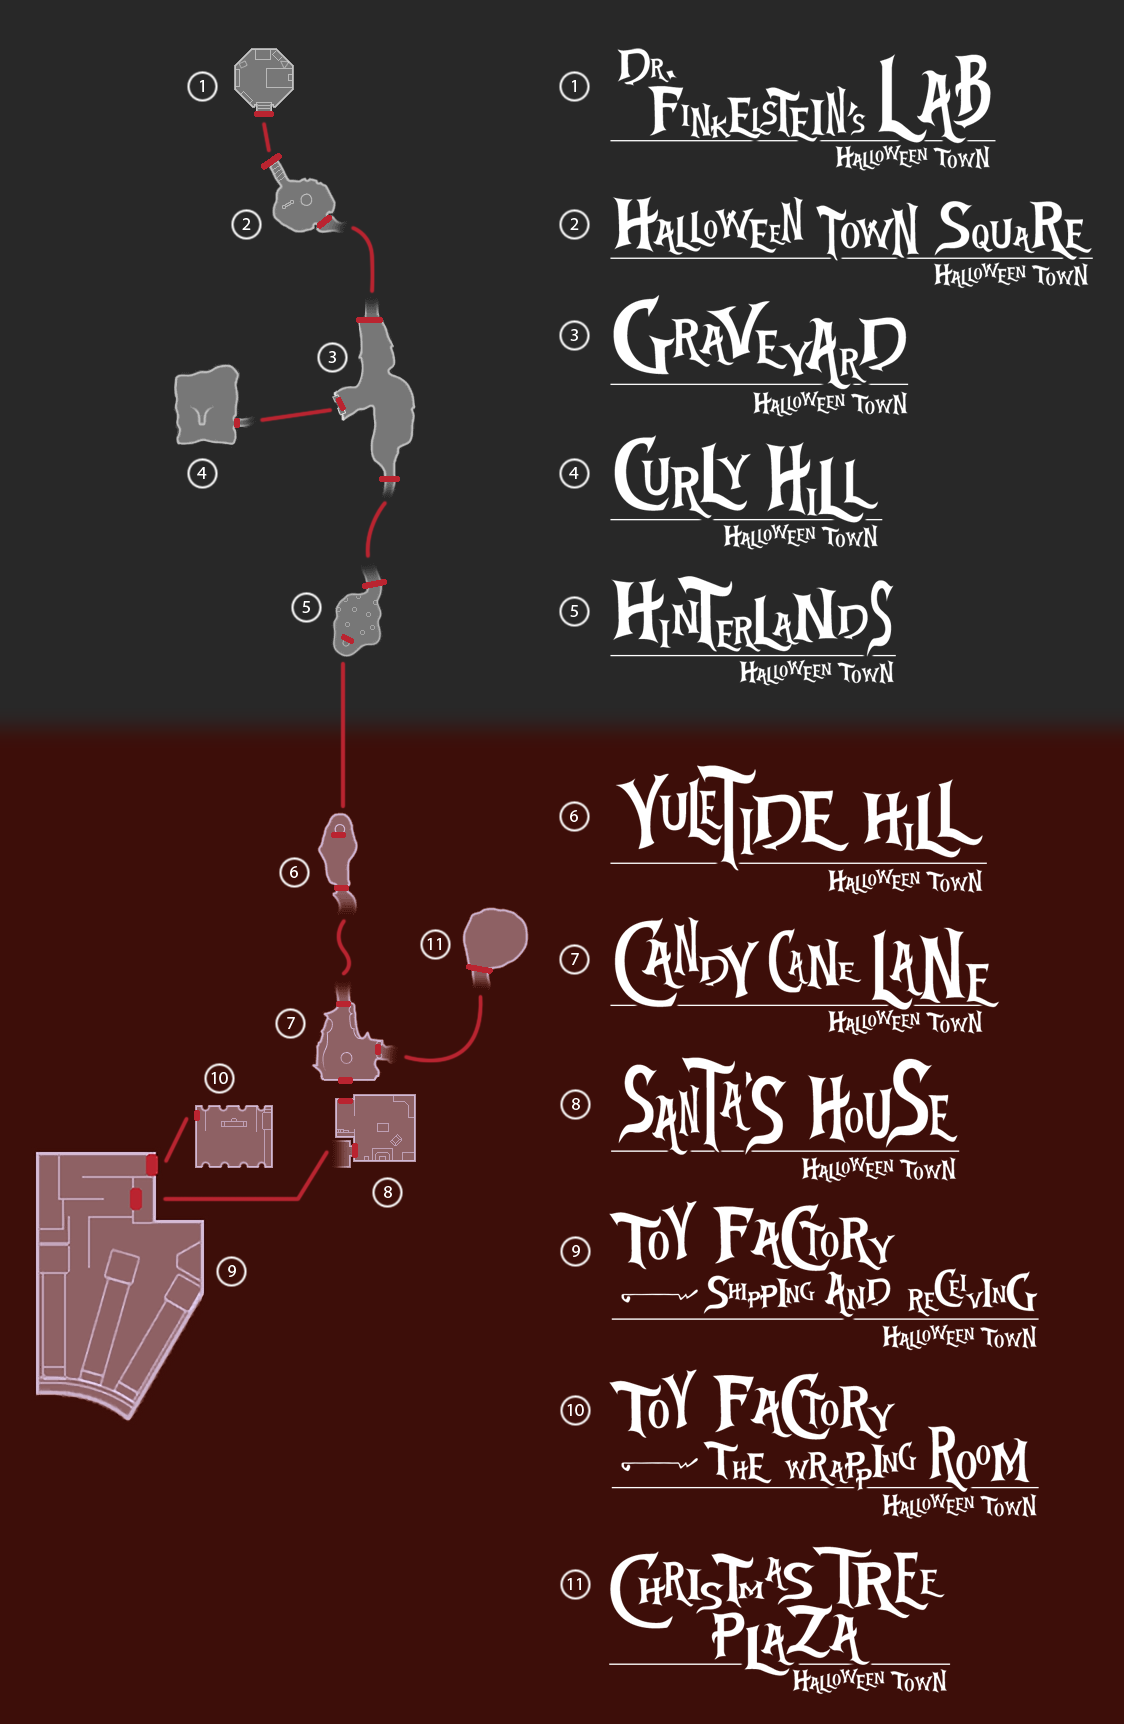 1
2
3
4
5
6
11
7
10
8
9
1
Dr.
Finkelstein's Lab
Halloween Town
2
Halloween Town Square
Halloween Town
3
Graveyard
Halloween Town
4
Curly Hill
Halloween Town
5
Hinterlands
Halloween Town
6
Yuletide Hill
Halloween Town
7
Candy Cane Lane
Halloween Town
8
Santa's House
Halloween Town
9
Toy Factory
Shipping and Receiving
Halloween Town
10
Toy Factory
The Wrapping Room
Halloween Town
11
Christmas Tree
Plaza
Halloween Town